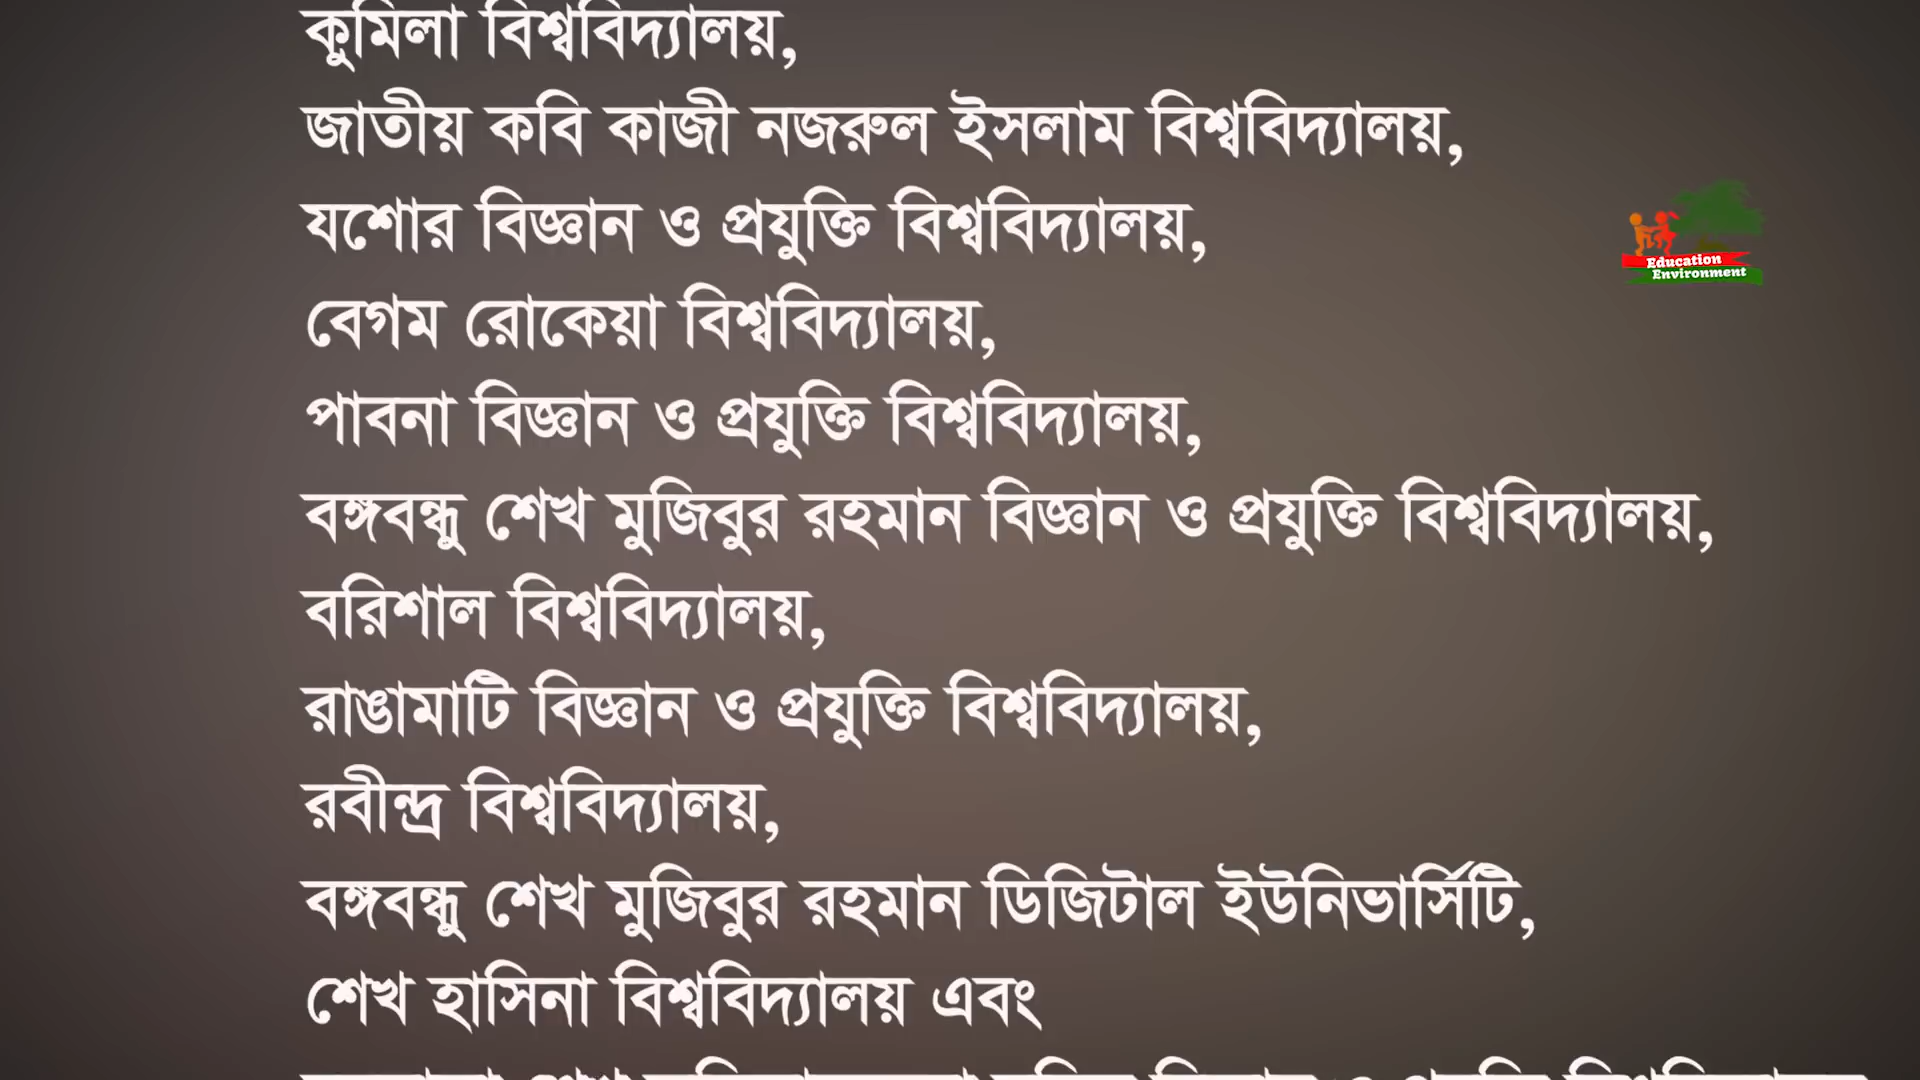 কুমিলা বিশ্ববিদ্যালয়,
জাতীয় কবি কাজী নজরুল ইসলাম বিশ্ববিদ্যালয়,
যশোর বিজ্ঞান ও প্রযুক্তি বিশ্ববিদ্যালয়,
বেগম রোকেয়া বিশ্ববিদ্যালয়,
পাবনা বিজ্ঞান ও প্রযুক্তি বিশ্ববিদ্যালয়,
বঙ্গবন্ধু শেখ মুজিবুর রহমান বিজ্ঞান ও প্রযুক্তি বিশ্ববিদ্যালয়,
বরিশাল বিশ্ববিদ্যালয়,
রাঙামাটি বিজ্ঞান ও প্রযুক্তি বিশ্ববিদ্যালয়,
রবীন্দ্র বিশ্ববিদ্যালয়,
বঙ্গবন্ধু শেখ মুজিবুর রহমান ডিজিটাল ইউনিভার্সিটি,
শেখ হাসিনা বিশ্ববিদ্যালয় এবং
Education
Environment